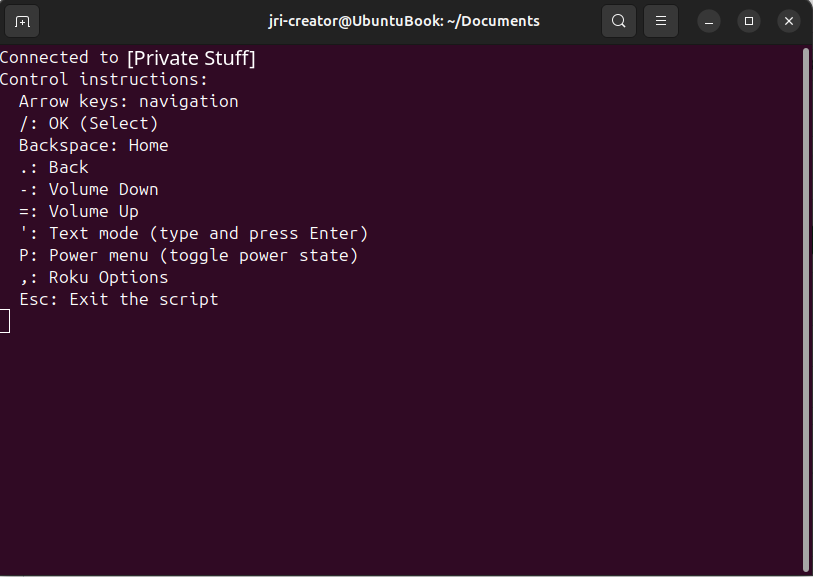 jri-creator@UbuntuBook: ~/Documents
Connected to [Private Stuff]
Control instructions:
  Arrow keys: navigation
  /: OK (Select)
  Backspace: Home
  .: Back
  -: Volume Down
  =: Volume Up
  ': Text mode (type and press Enter)
  P: Power menu (toggle power state)
  ,: Roku Options
  Esc: Exit the script